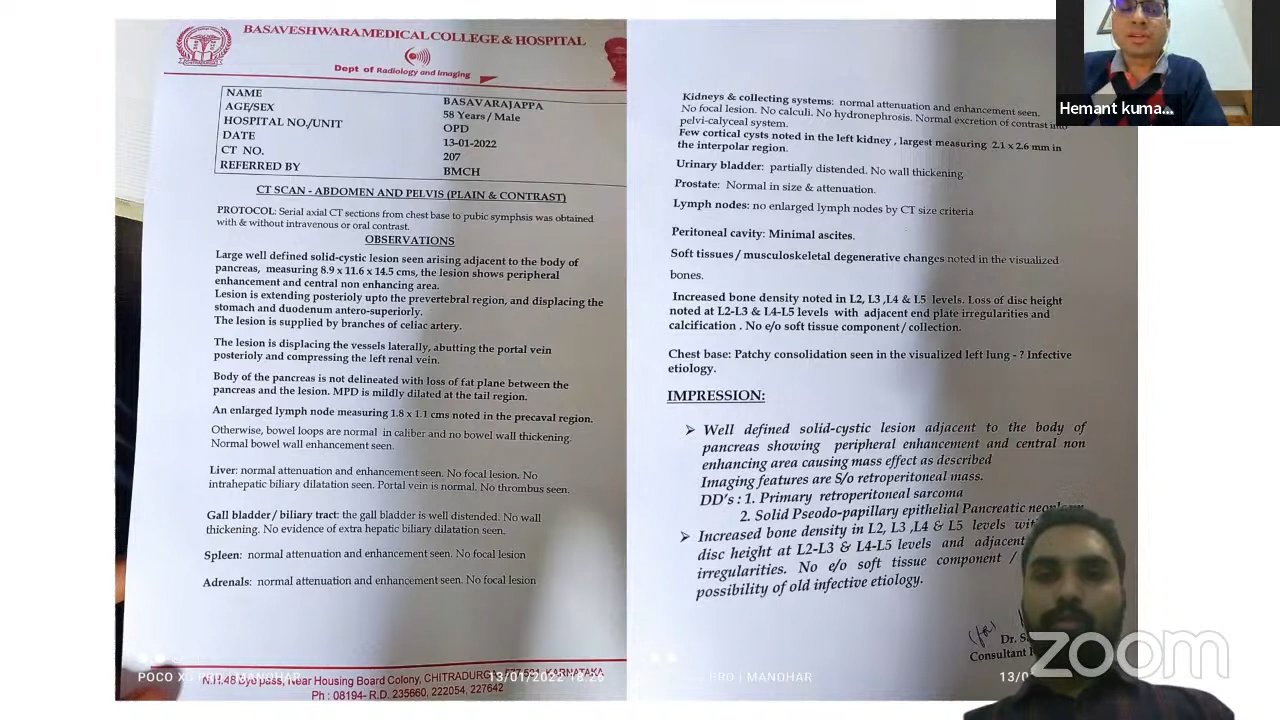 BASAVESHWARA MEDICAL COLLEGE & HOSPITAL
Dept of Radiology and Imaging
NAME BASAVARAJAPPA
AGE/SEX 58 Years / Male
HOSPITAL NO./UNIT OPD
DATE 13-01-2022
CT NO. 207
REFERRED BY BMCH
CT SCAN - ABDOMEN AND PELVIS (PLAIN & CONTRAST)
PROTOCOL: Serial axial CT sections from chest base to pubic symphsis was obtained
with & without intravenous or oral contrast.
OBSERVATIONS
Large well defined solid-cystic lesion seen arising adjacent to the body of
pancreas, measuring 8.9 x 11.6 x 14.5 cms, the lesion shows peripheral
enhancement and central non enhancing area.
Lesion is extending posterioly upto the prevertebral region, and displacing the
stomach and duodenum antero-superiorly.
The lesion is supplied by branches of celiac artery.
The lesion is displacing the vessels laterally, abutting the portal vein
posterioly and compressing the left renal vein.
Body of the pancreas is not delineated with loss of fat plane between the
pancreas and the lesion. MPD is mildly dilated at the tail region.
An enlarged lymph node measuring 1.8 x 1.1 cms noted in the precaval region.
Otherwise, bowel loops are normal in caliber and no bowel wall thickening.
Normal bowel wall enhancement seen.
Liver: normal attenuation and enhancement seen. No focal lesion. No
intrahepatic biliary dilatation seen. Portal vein is normal. No thrombus seen.
Gall bladder / biliary tract: the gall bladder is well distended. No wall
thickening. No evidence of extra hepatic biliary dilatation seen.
Spleen: normal attenuation and enhancement seen. No focal lesion
Adrenals: normal attenuation and enhancement seen. No focal lesion
N.H.48 Bye pass, Near Housing Board Colony, CHITRADURGA - 577 501, KARNATAKA
Ph : 08194- R.D. 235660, 222054, 227642
13/01/2022 18:26
Kidneys & collecting systems: normal attenuation and enhancement seen.
No focal lesion. No calculi. No hydronephrosis. Normal excretion of contrast into
pelvi-calyceal system.
Few cortical cysts noted in the left kidney , largest measuring 2.1 x 2.6 mm in
the interpolar region.
Urinary bladder: partially distended. No wall thickening
Prostate: Normal in size & attenuation.
Lymph nodes: no enlarged lymph nodes by CT size criteria
Peritoneal cavity: Minimal ascites.
Soft tissues / musculoskeletal degenerative changes noted in the visualized
bones.
Increased bone density noted in L2, L3 ,L4 & L5 levels. Loss of disc height
noted at L2-L3 & L4-L5 levels with adjacent end plate irregularities and
calcification . No e/o soft tissue component / collection.
Chest base: Patchy consolidation seen in the visualized left lung - ? Infective
etiology.
IMPRESSION:
➢ Well defined solid-cystic lesion adjacent to the body of
pancreas showing peripheral enhancement and central non
enhancing area causing mass effect as described
Imaging features are S/o retroperitoneal mass.
DD's : 1. Primary retroperitoneal sarcoma
2. Solid Pseodo-papillary epithelial Pancreatic
➢ Increased bone density in L2, L3 ,L4 & L5 levels
disc height at L2-L3 & L4-L5 levels and adjacent
irregularities. No e/o soft tissue component /
possibility of old infective etiology.
Dr.
Consultant
MANOHAR
Hemant kuma...
zoom